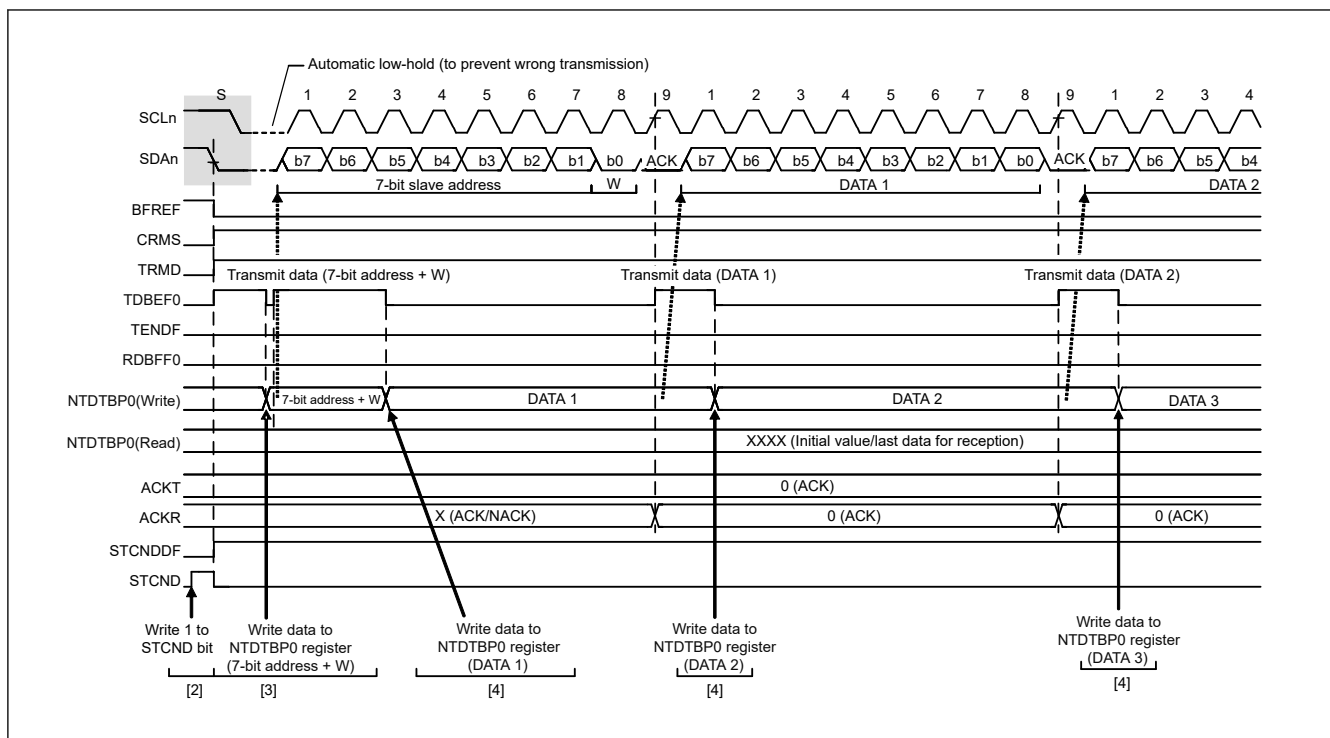 Automatic low-hold (to prevent wrong transmission)
S 1 2 3 4 5 6 7 8 9 1 2 3 4 5 6 7 8 9 1 2 3 4
SCLn
SDAn b7 b6 b5 b4 b3 b2 b1 b0 ACK b7 b6 b5 b4 b3 b2 b1 b0 ACK b7 b6 b5 b4
7-bit slave address W DATA 1 DATA 2
BFREF
CRMS
TRMD
Transmit data (7-bit address + W) Transmit data (DATA 1) Transmit data (DATA 2)
TDBEF0
TENDF
RDBFF0
NTDTBP0(Write) 7-bit address + W DATA 1 DATA 2 DATA 3
NTDTBP0(Read) XXXX (Initial value/last data for reception)
ACKT 0 (ACK)
ACKR X (ACK/NACK) 0 (ACK) 0 (ACK)
STCNDDF
STCND
Write 1 to
STCND bit
[2]
Write data to
NTDTBP0 register
(7-bit address + W)
[3]
Write data to
NTDTBP0 register
(DATA 1)
[4]
Write data to
NTDTBP0 register
(DATA 2)
[4]
Write data to
NTDTBP0 register
(DATA 3)
[4]